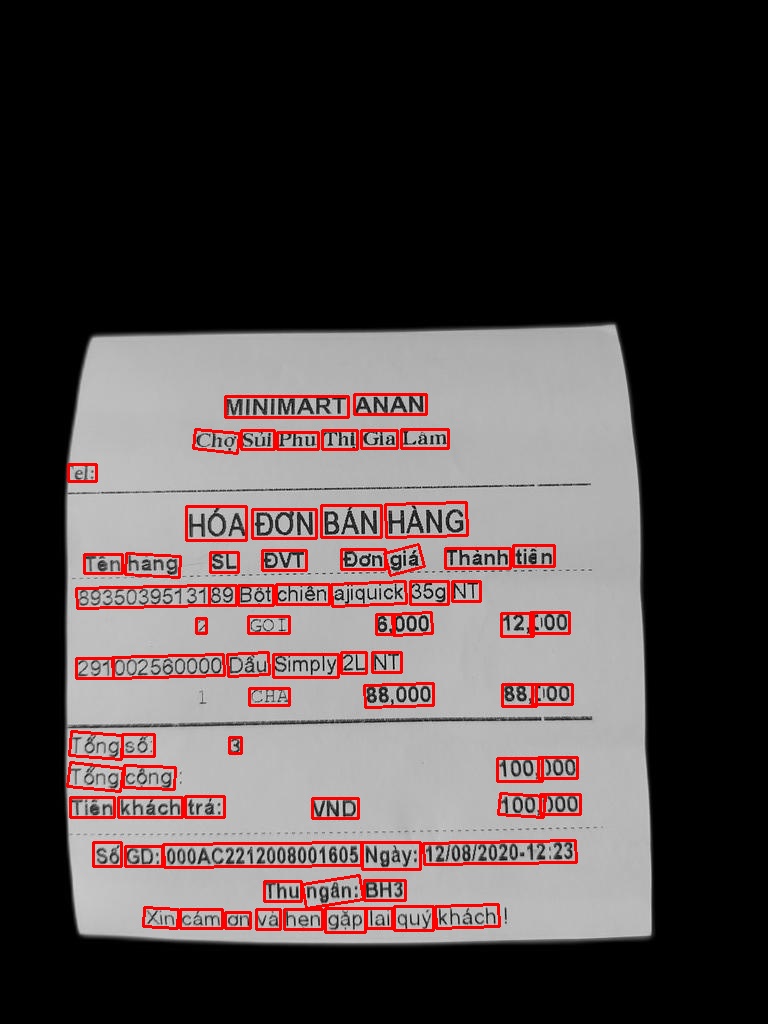 MINIMART ANAN
Chợ Sủi Phú Thị Gia Lâm
Tel:
HÓA ĐƠN BÁN HÀNG
Tên hàng SL ĐVT Đơn giá Thành tiền
8935039513189 Bột chiên ajiquick 35g NT
2 GOI 6,000 12,000
291002560000 Dầu Simply 2L NT
1 CHA 88,000 88,000
Tổng số: 3
Tổng cộng: 100,000
Tiền khách trả: VND 100,000
Số GD: 000AC2212008001605 Ngày: 12/08/2020-12:23
Thu ngân: BH3
Xin cảm ơn và hẹn gặp lại quý khách !